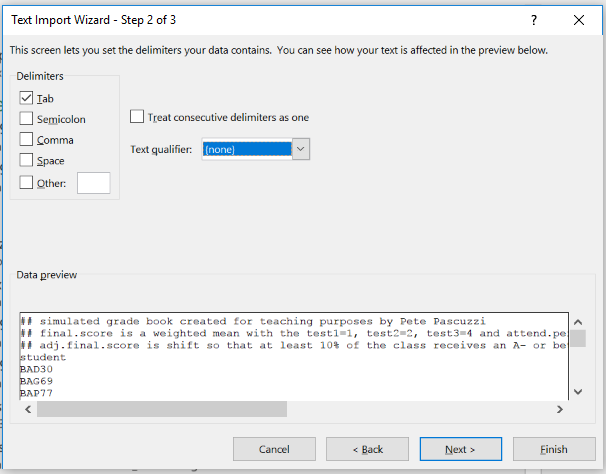 Text Import Wizard - Step 2 of 3
? ×
This screen lets you set the delimiters your data contains. You can see how your text is affected in the preview below.
Delimiters
Tab
Semicolon
Comma
Space
Other:
Treat consecutive delimiters as one
Text qualifier: {none}
Data preview
## simulated grade book created for teaching purposes by Pete Pascuzzi
## final.score is a weighted mean with the test1=1, test2=2, test3=4 and attend.pe
## adj.final.score is shift so that at least 10% of the class receives an A- or be
student
BAD30
BAG69
BAP77
Cancel < Back Next > Finish